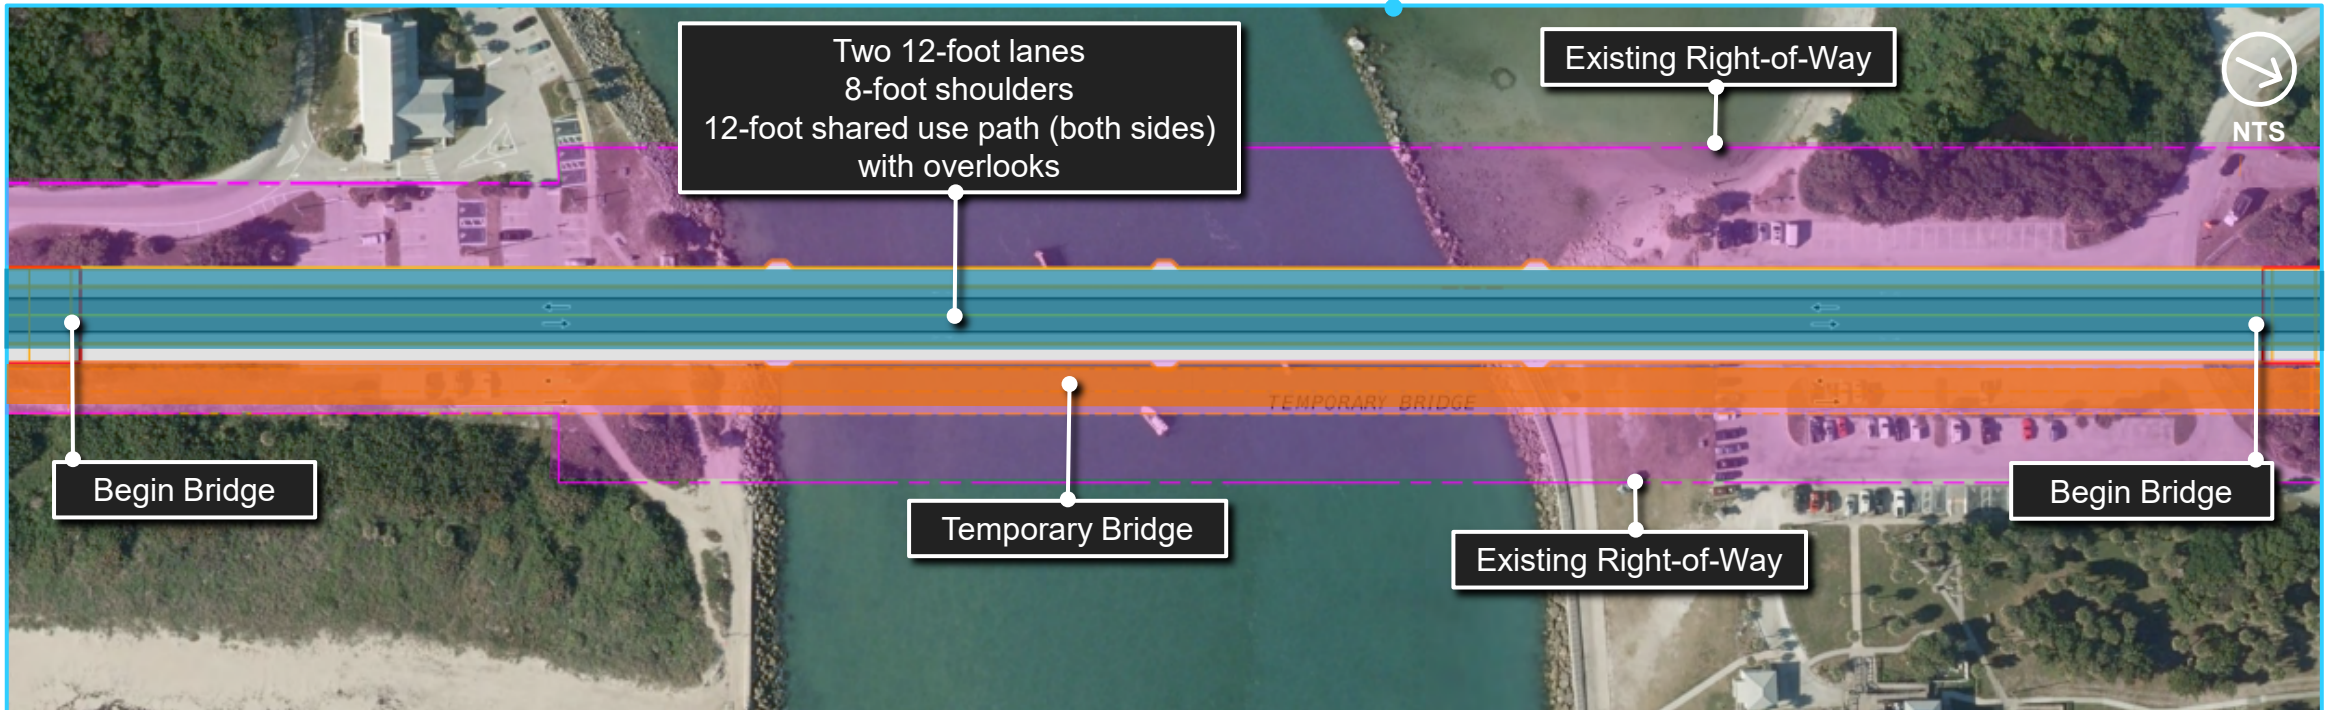 Two 12-foot lanes
8-foot shoulders
12-foot shared use path (both sides)
with overlooks
Existing Right-of-Way
NTS
TEMPORARY BRIDGE
Begin Bridge
Temporary Bridge
Existing Right-of-Way
Begin Bridge